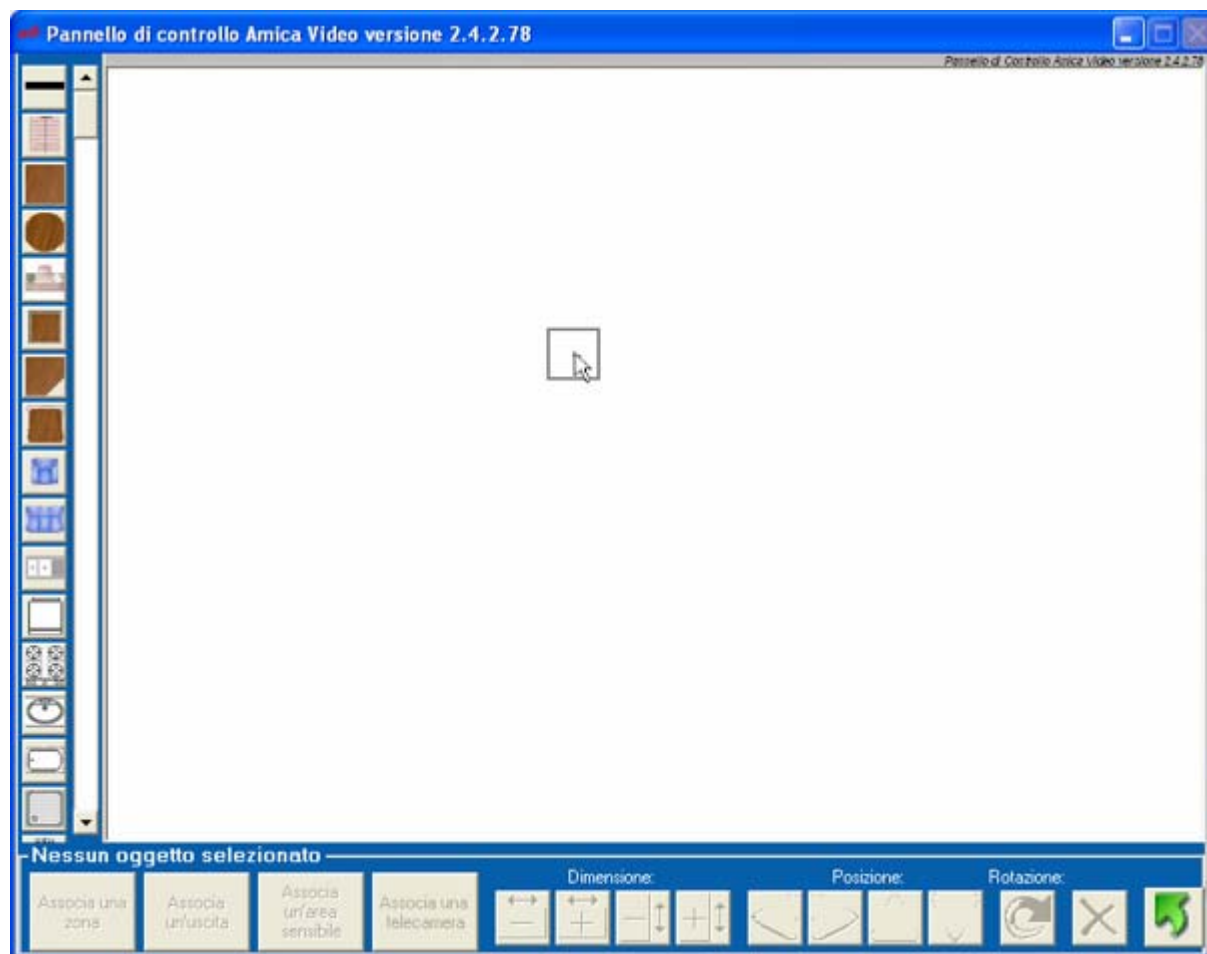 Pannello di controllo Amica Video versione 2.4.2.78
Pannello di Controllo Amica Video versione 2.4.2.78
Nessun oggetto selezionato
Associa una
zona
Associa
un'uscita
Associa
un'area
sensibile
Associa una
telecamera
Dimensione:
Posizione:
Rotazione: